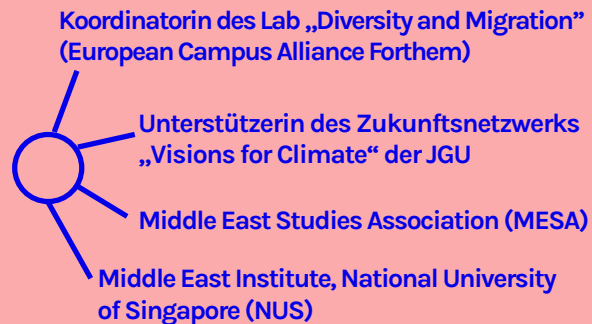 Koordinatorin des Lab „Diversity and Migration”
(European Campus Alliance Forthem)
Unterstützerin des Zukunftsnetzwerks
„Visions for Climate“ der JGU
Middle East Studies Association (MESA)
Middle East Institute, National University
of Singapore (NUS)